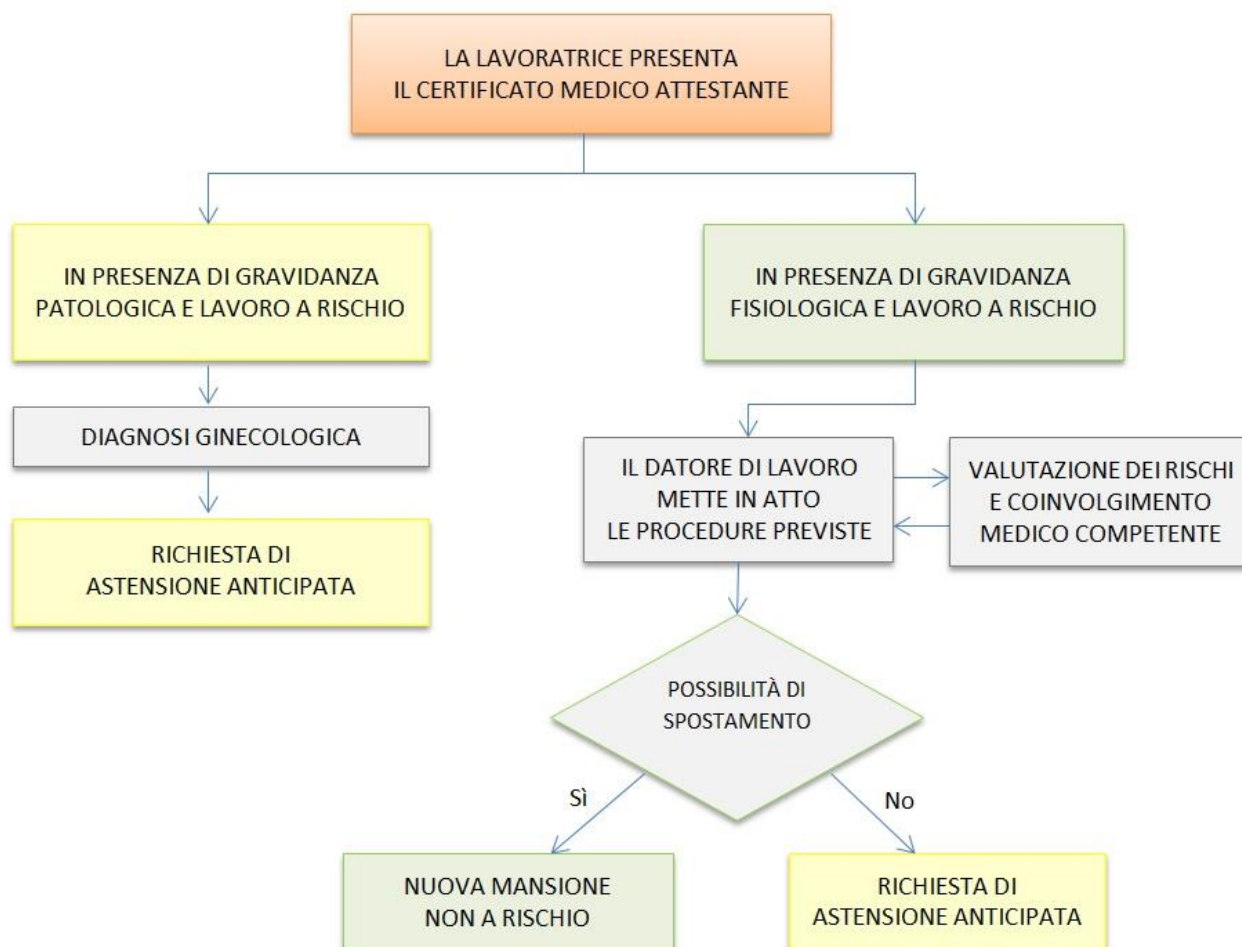 LA LAVORATRICE PRESENTA
IL CERTIFICATO MEDICO ATTESTANTE
IN PRESENZA DI GRAVIDANZA
PATOLOGICA E LAVORO A RISCHIO
IN PRESENZA DI GRAVIDANZA
FISIOLOGICA E LAVORO A RISCHIO
DIAGNOSI GINECOLOGICA
RICHIESTA DI
ASTENSIONE ANTICIPATA
IL DATORE DI LAVORO
METTE IN ATTO
LE PROCEDURE PREVISTE
VALUTAZIONE DEI RISCHI
E COINVOLGIMENTO
MEDICO COMPETENTE
POSSIBILITÀ DI
SPOSTAMENTO
Sì
No
NUOVA MANSIONE
NON A RISCHIO
RICHIESTA DI
ASTENSIONE ANTICIPATA